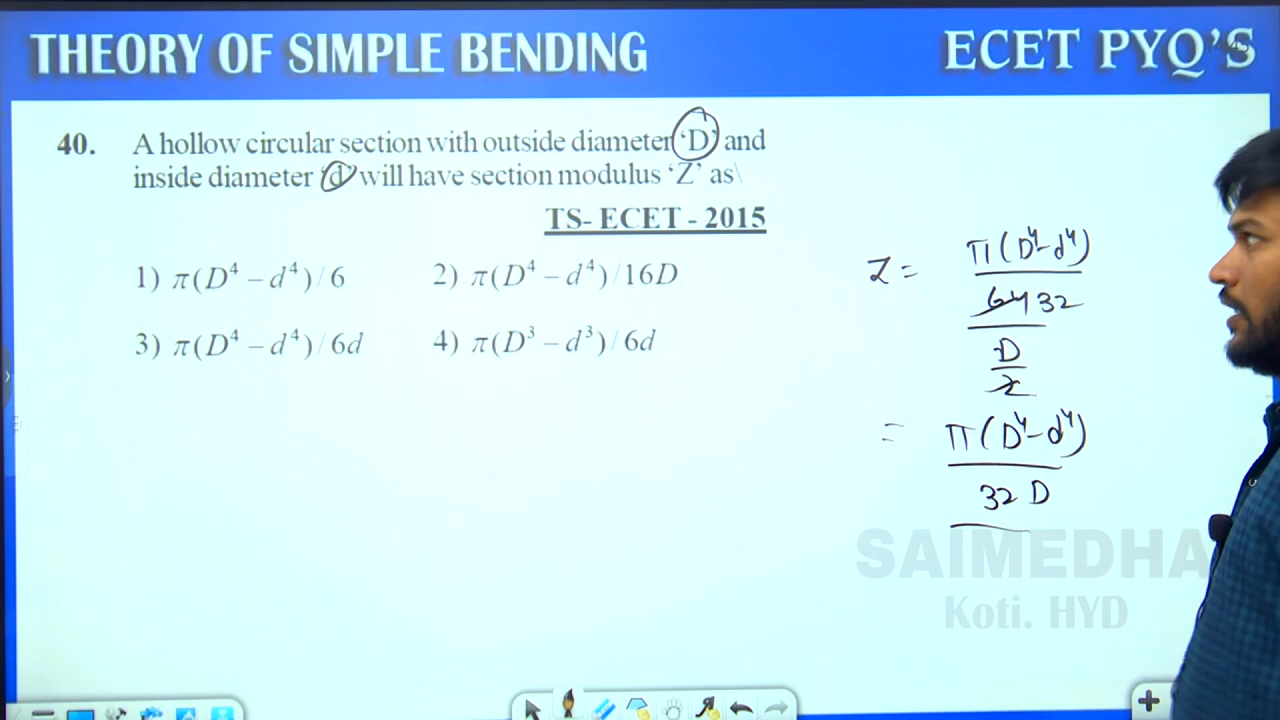 THEORY OF SIMPLE BENDING
ECET PYQ'S
40. A hollow circular section with outside diameter 'D' and
inside diameter 'd' will have section modulus 'Z' as\
TS- ECET - 2015
1) π(D⁴ – d⁴)/6 2) π(D⁴ – d⁴)/16D
3) π(D⁴ – d⁴)/6d 4) π(D³ – d³)/6d
Z = π(D⁴-d⁴)
64 32
D
2
= π(D⁴-d⁴)
32 D
SAIMEDHA
Koti. HYD